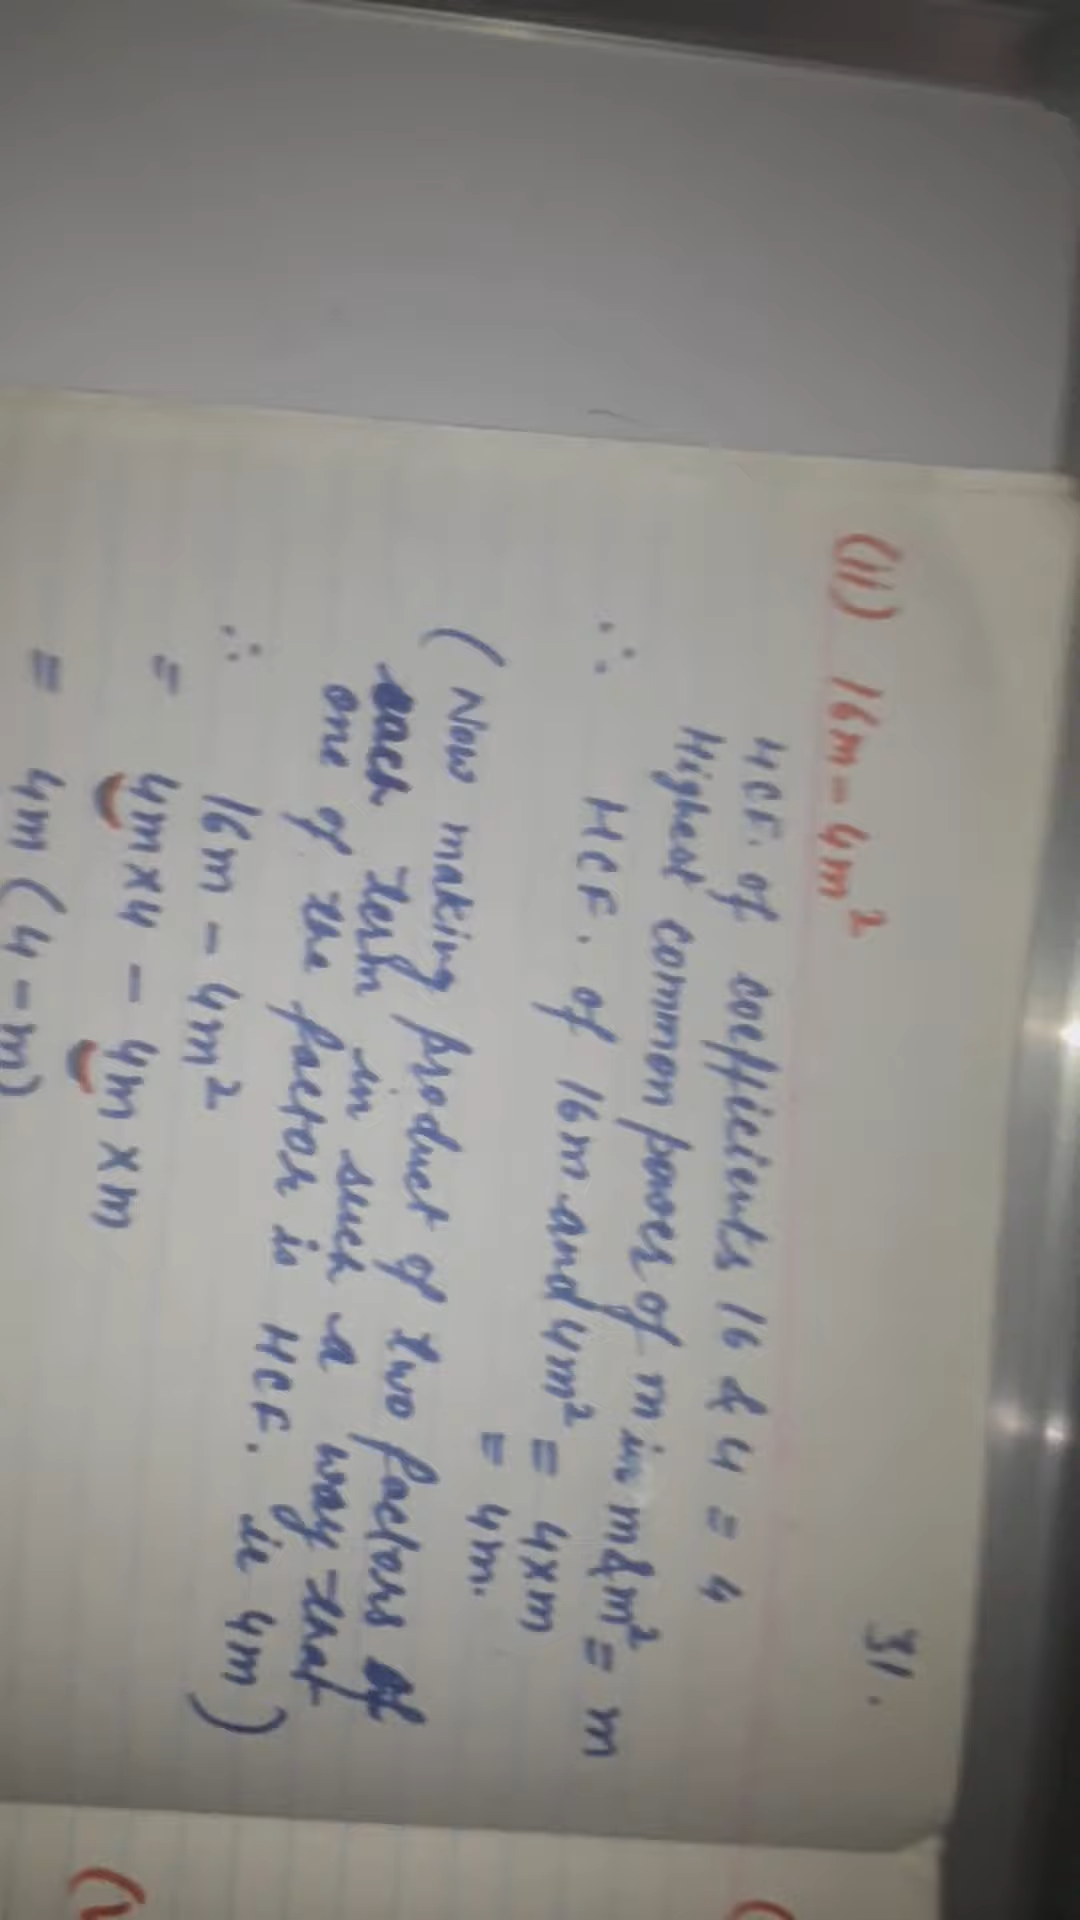 31.
(ii) 16m - 4m²
HCF. of coefficients 16 & 4 = 4
Highest common power of m in m & m² = m
∴ HCF. of 16m and 4m² = 4×m
= 4m.
( Now making product of two factors of
each term in such a way that
one of the factor is HCF. ie 4m )
∴ 16m - 4m²
= 4m×4 - 4m×m
= 4m (4-m)